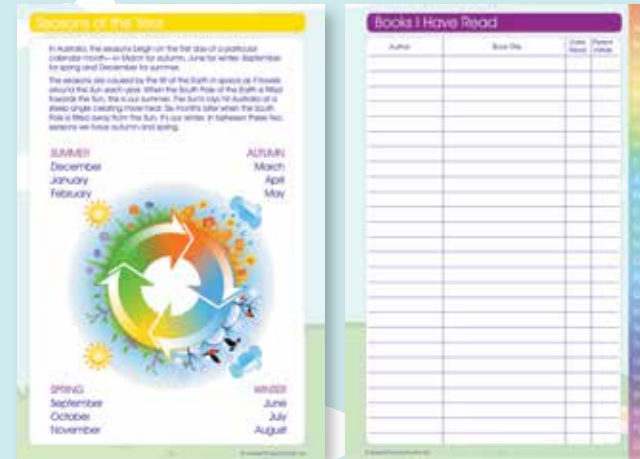 Seasons of the Year
In Australia, the seasons begin on the first day of a particular
calendar month—in March for autumn, June for winter, September
for spring and December for summer.
The seasons are caused by the tilt of the Earth in space as it travels
around the Sun each year. When the South Pole of the Earth is tilted
towards the Sun, this is our summer. The Sun's rays hit Australia at a
steep angle creating more heat. Six months later when the South
Pole is tilted away from the Sun, it's our winter. In between these two
seasons we have autumn and spring.
SUMMER
December
January
February
AUTUMN
March
April
May
SPRING
September
October
November
WINTER
June
July
August
Books I Have Read
Author
Book Title
Date
Read
Parent
Initials